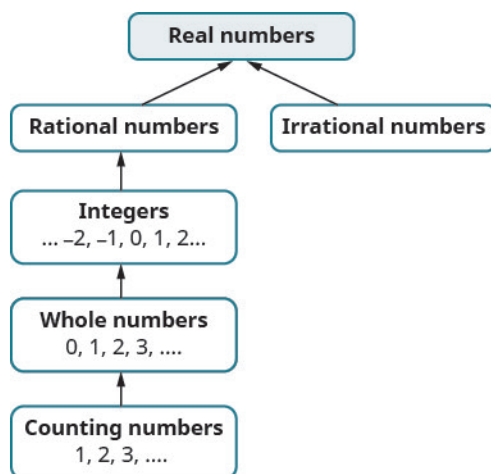 Real numbers
Rational numbers
Irrational numbers
Integers
... –2, –1, 0, 1, 2...
Whole numbers
0, 1, 2, 3, ....
Counting numbers
1, 2, 3, ....